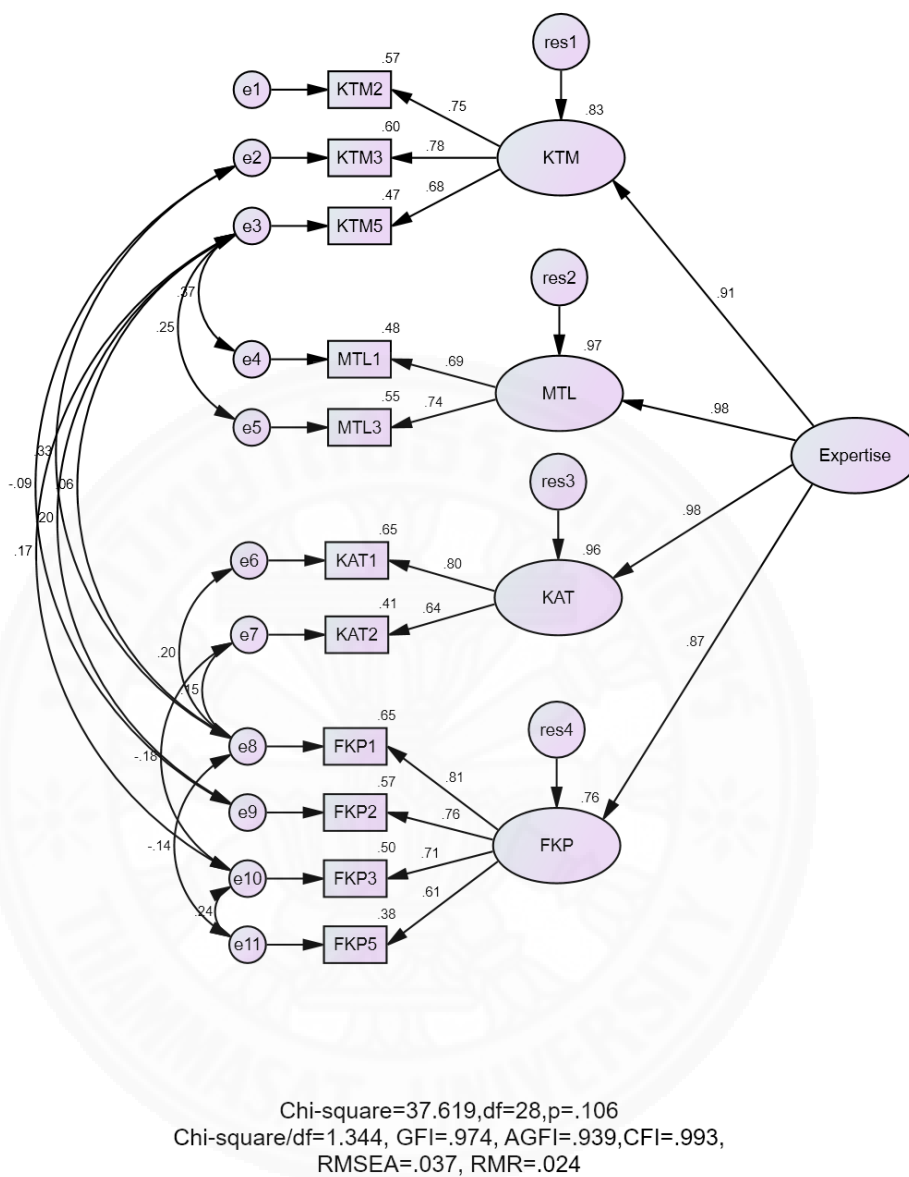 res1
.57
e1 KTM2 .75 .83
.60
e2 KTM3 .78 KTM
.47 .68
e3 KTM5
res2
.37 .91
.25 .48 .97
e4 MTL1 .69 MTL
.55 .74 .98
e5 MTL3
Expertise
.33 res3
-.09 .06
.20 .98
.17 .65 .96
e6 KAT1 .80 KAT
.41 .64
e7 KAT2 .87
.20
.15
.65 res4
e8 FKP1
-.18 .57 .81 .76
e9 FKP2 .76
-.14 .50 FKP
e10 FKP3 .71
.24 .38 .61
e11 FKP5
THAMMASAT UNIVERSITY
Chi-square=37.619,df=28,p=.106
Chi-square/df=1.344, GFI=.974, AGFI=.939,CFI=.993,
RMSEA=.037, RMR=.024